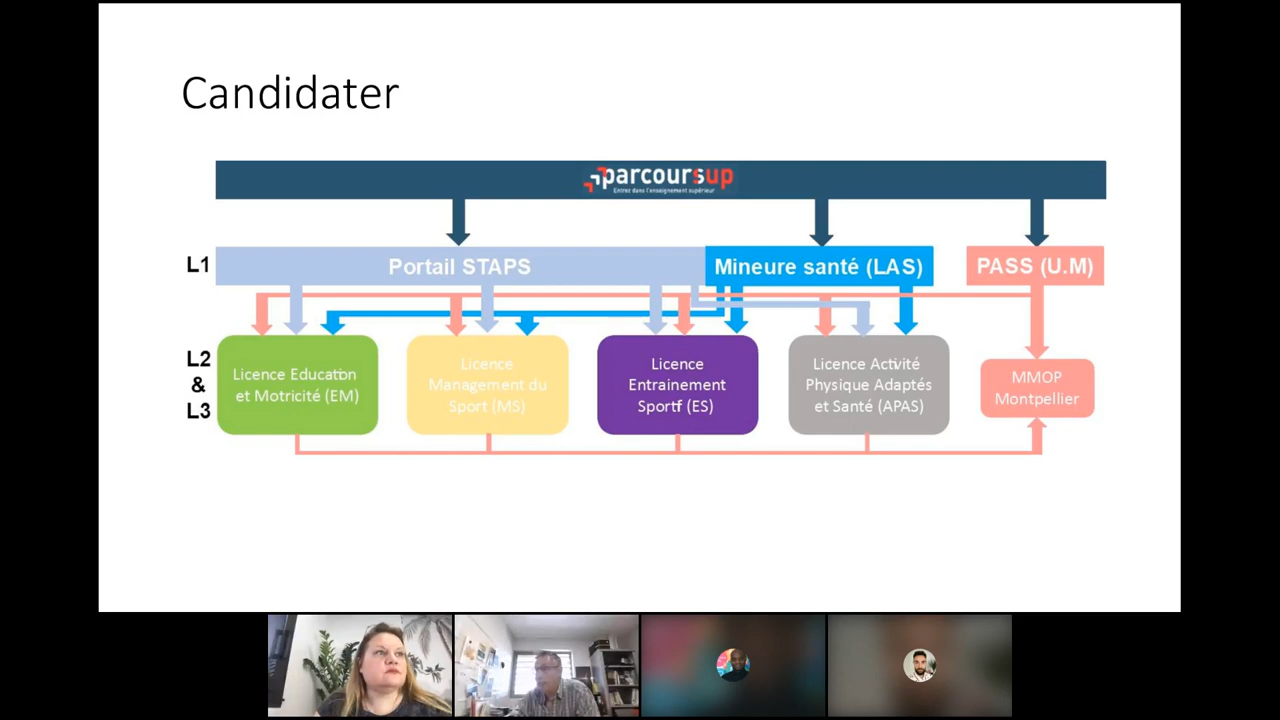 Candidater
parcoursup
Entrez dans l'enseignement supérieur
L1
Portail STAPS
Mineure santé (LAS)
PASS (U.M)
L2
&
L3
Licence Education
et Motricité (EM)
Licence
Management du
Sport (MS)
Licence
Entrainement
Sportif (ES)
Licence Activité
Physique Adaptés
et Santé (APAS)
MMOP
Montpellier